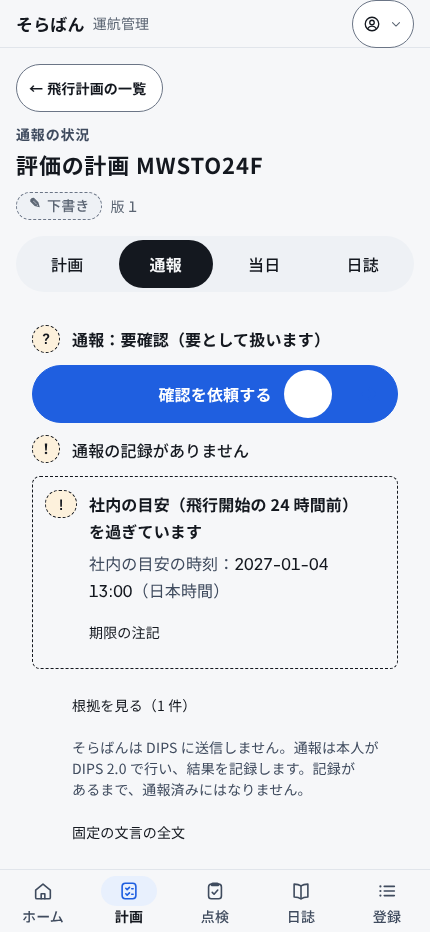 そらばん 運航管理
← 飛行計画の一覧
通報の状況
評価の計画 MWSTO24F
✎ 下書き 版 1
計画 通報 当日 日誌
? 通報：要確認（要として扱います）
確認を依頼する
! 通報の記録がありません
! 社内の目安（飛行開始の 24 時間前）
を過ぎています
社内の目安の時刻：2027-01-04
13:00（日本時間）
期限の注記
根拠を見る（1 件）
そらばんは DIPS に送信しません。通報は本人が
DIPS 2.0 で行い、結果を記録します。記録が
あるまで、通報済みにはなりません。
固定の文言の全文
ホーム 計画 点検 日誌 登録